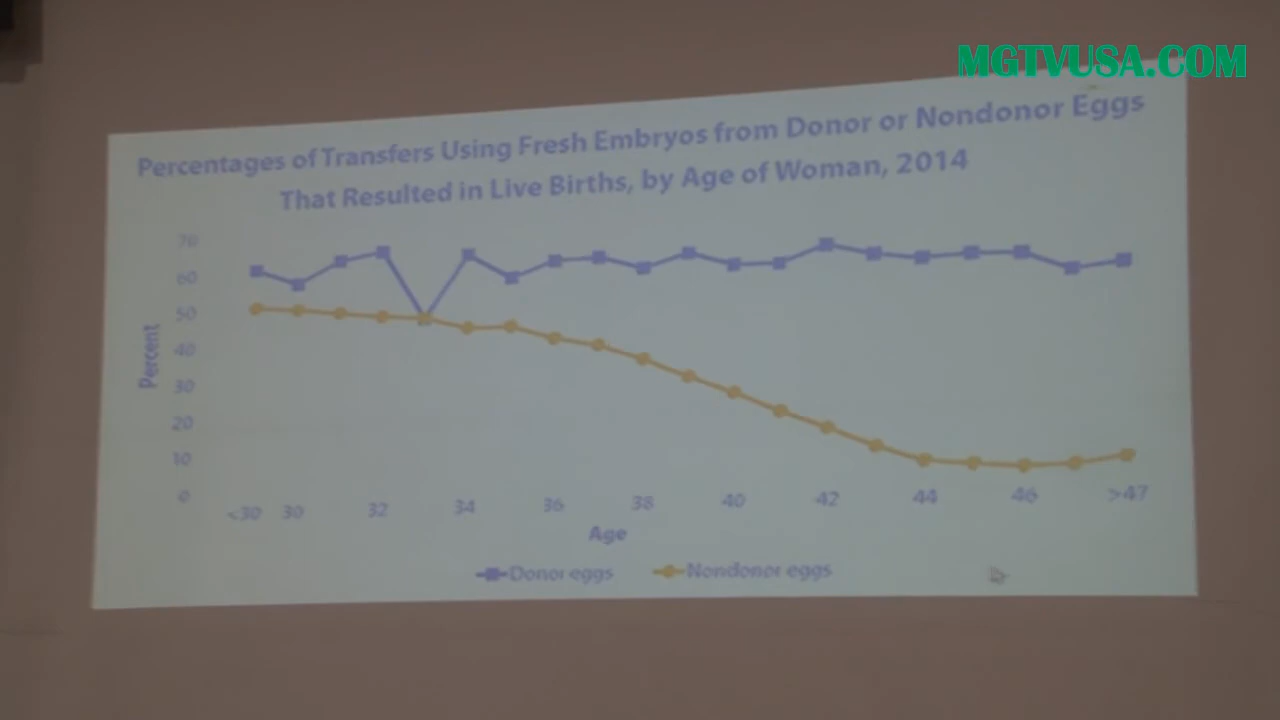 MGTVUSA.COM
Percentages of Transfers Using Fresh Embryos from Donor or Nondonor Eggs
That Resulted in Live Births, by Age of Woman, 2014
70
60
50
40
30
20
10
0
Percent
<30 30 32 34 36 38 40 42 44 46 >47
Age
Donor eggs Nondonor eggs